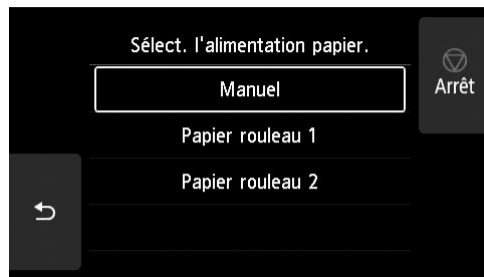 Sélect. l'alimentation papier.
Manuel
Arrêt
Papier rouleau 1
Papier rouleau 2